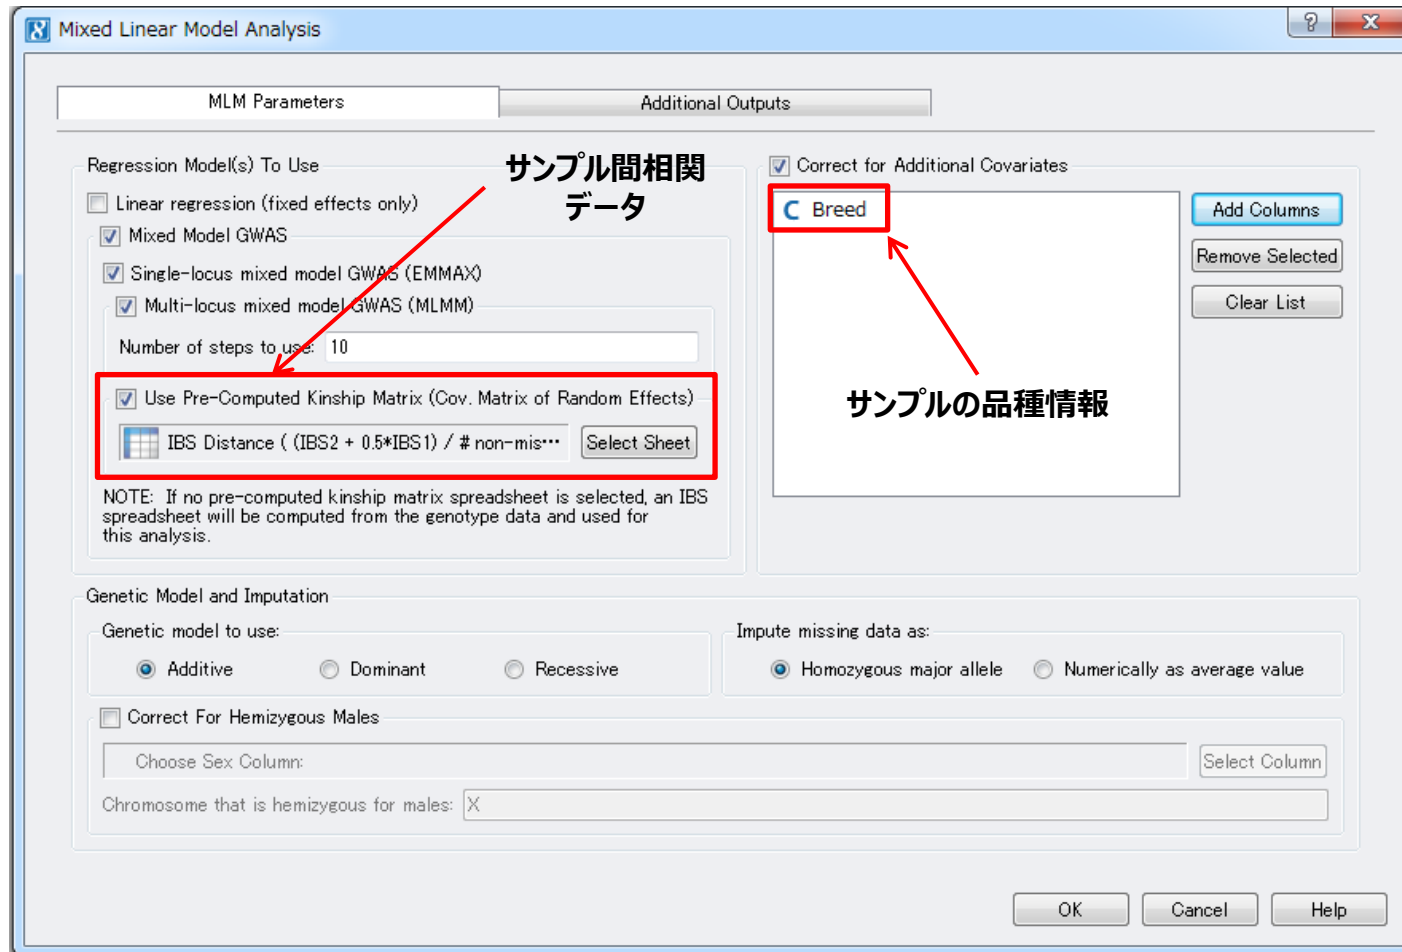 Mixed Linear Model Analysis
MLM Parameters
Additional Outputs
Regression Model(s) To Use
サンプル間相関
データ
Linear regression (fixed effects only)
Mixed Model GWAS
Single-locus mixed model GWAS (EMMAX)
Multi-locus mixed model GWAS (MLMM)
Number of steps to use: 10
Use Pre-Computed Kinship Matrix (Cov. Matrix of Random Effects)
IBS Distance ( (IBS2 + 0.5*IBS1) / # non-mis…
Select Sheet
NOTE: If no pre-computed kinship matrix spreadsheet is selected, an IBS
spreadsheet will be computed from the genotype data and used for
this analysis.
Correct for Additional Covariates
C Breed
Add Columns
Remove Selected
Clear List
サンプルの品種情報
Genetic Model and Imputation
Genetic model to use:
Additive
Dominant
Recessive
Impute missing data as:
Homozygous major allele
Numerically as average value
Correct For Hemizygous Males
Choose Sex Column:
Select Column
Chromosome that is hemizygous for males: X
OK
Cancel
Help